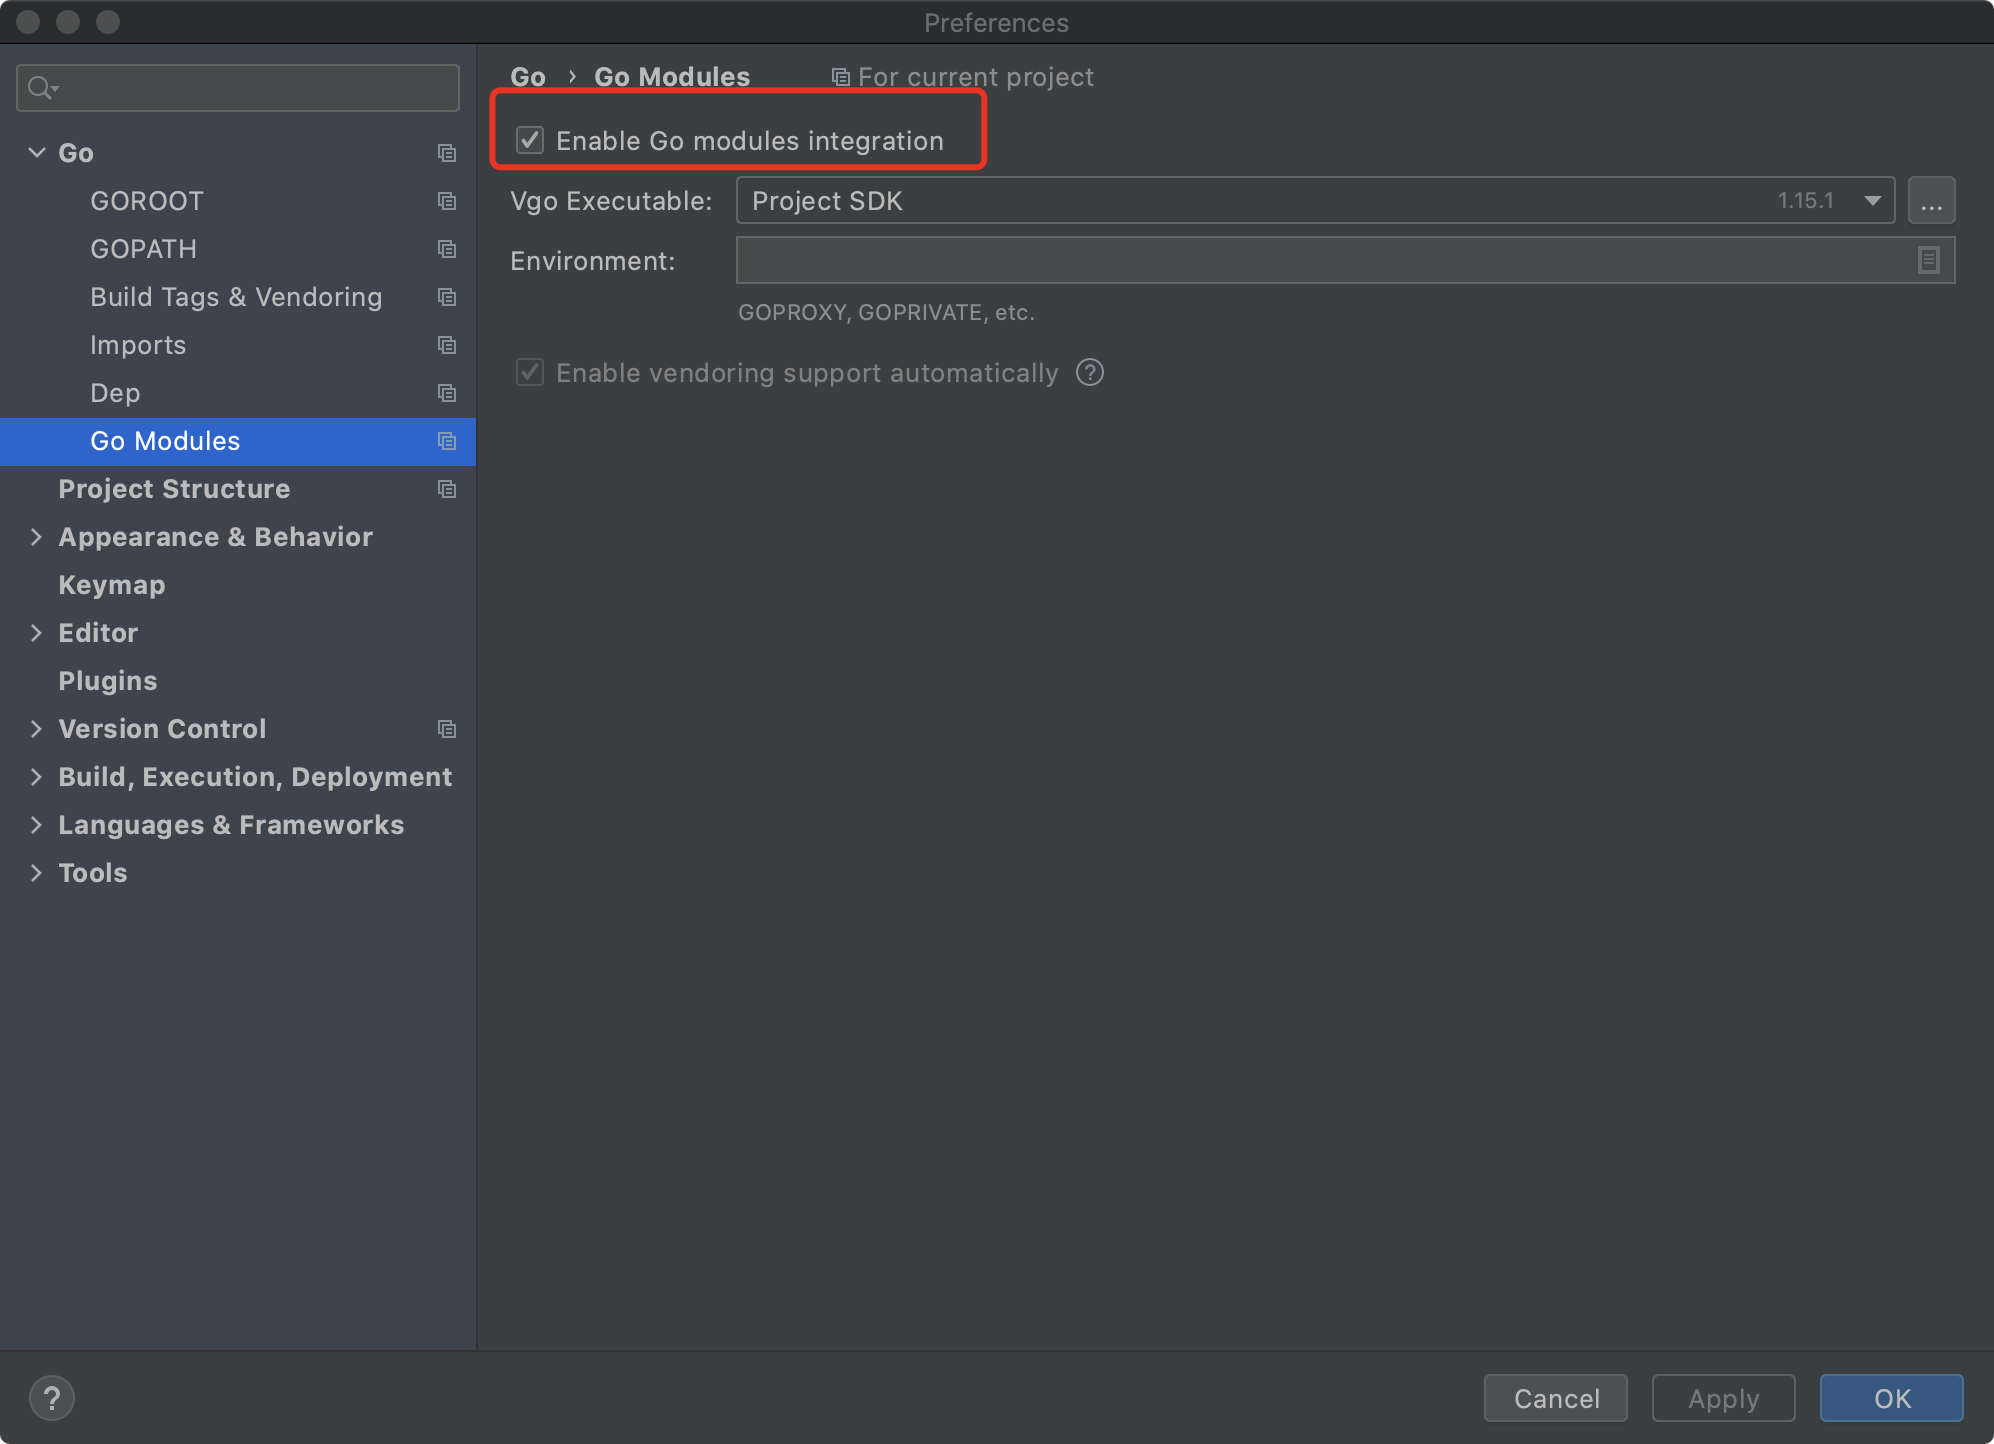 Preferences
Go › Go Modules For current project
Enable Go modules integration
Vgo Executable: Project SDK 1.15.1 ...
Environment:
GOPROXY, GOPRIVATE, etc.
Enable vendoring support automatically ?
Go
GOROOT
GOPATH
Build Tags & Vendoring
Imports
Dep
Go Modules
Project Structure
Appearance & Behavior
Keymap
Editor
Plugins
Version Control
Build, Execution, Deployment
Languages & Frameworks
Tools
? Cancel Apply OK